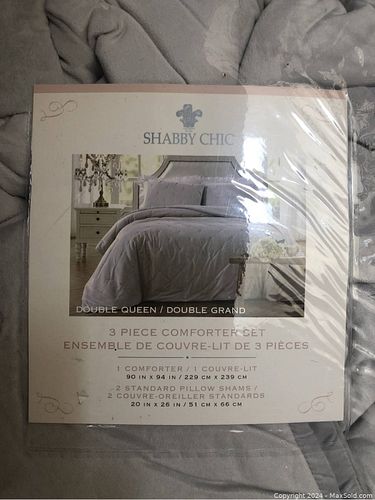 SHABBY CHIC
DOUBLE QUEEN / DOUBLE GRAND
3 PIECE COMFORTER SET
ENSEMBLE DE COUVRE-LIT DE 3 PIÈCES
1 COMFORTER / 1 COUVRE-LIT
90 IN X 94 IN / 229 CM X 239 CM
2 STANDARD PILLOW SHAMS /
2 COUVRE-OREILLER STANDARDS
20 IN X 26 IN / 51 CM X 66 CM
Copyright © 2024 - MaxSold.com